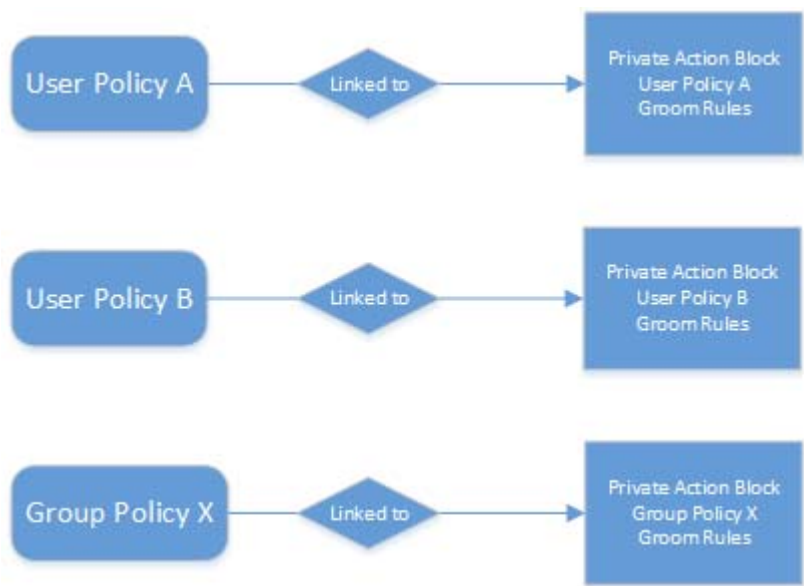 User Policy A
Linked to
Private Action Block
User Policy A
Groom Rules
User Policy B
Linked to
Private Action Block
User Policy B
Groom Rules
Group Policy X
Linked to
Private Action Block
Group Policy X
Groom Rules